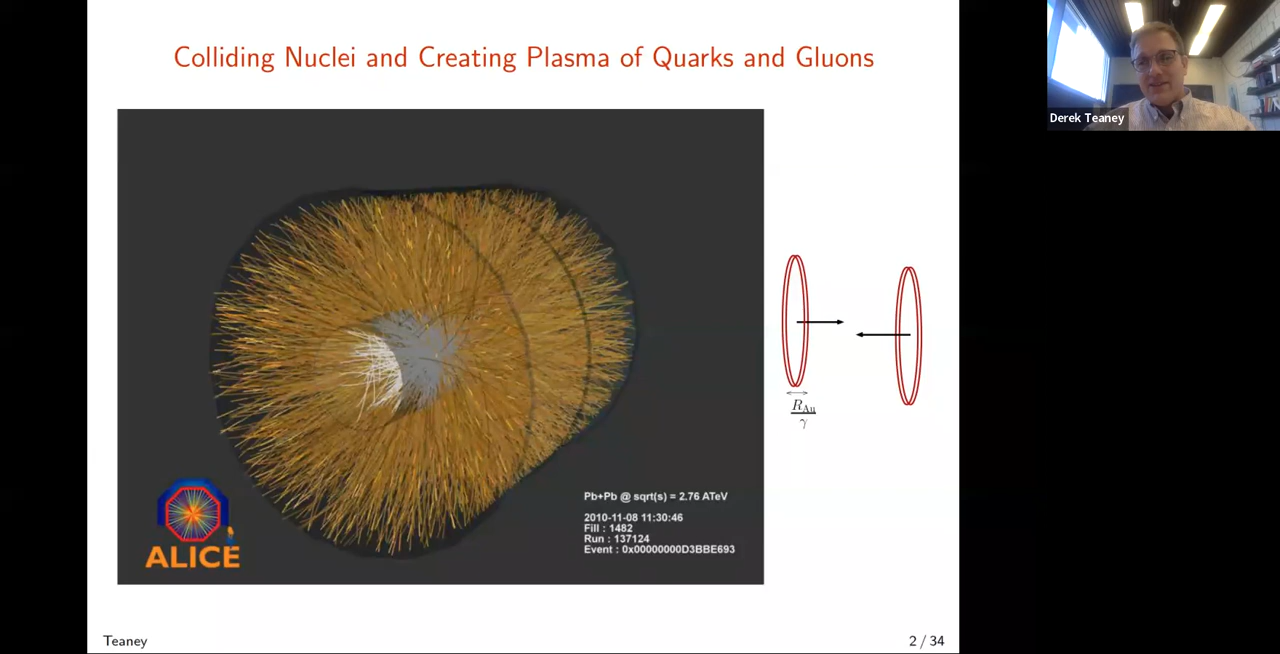 Colliding Nuclei and Creating Plasma of Quarks and Gluons
Derek Teaney
R_Au
γ
Pb+Pb @ sqrt(s) = 2.76 ATeV
2010-11-08 11:30:46
Fill : 1482
Run : 137124
Event : 0x00000000D3BBE693
ALICE
Teaney
2 / 34